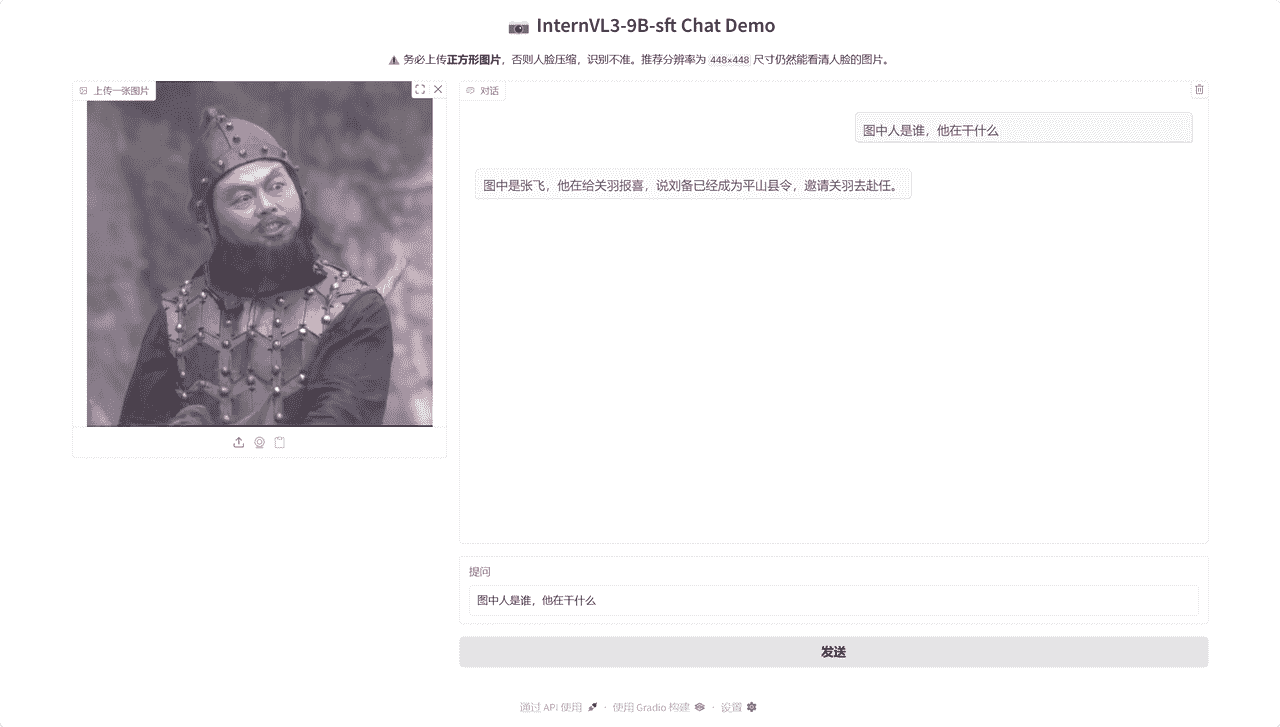 InternVL3-9B-sft Chat Demo
务必上传正方形图片，否则人脸压缩，识别不准。推荐分辨率为 448×448 尺寸仍然能看清人脸的图片。
上传一张图片
对话
图中人是谁，他在干什么
图中是张飞，他在给关羽报喜，说刘备已经成为平山县令，邀请关羽去赴任。
提问
图中人是谁，他在干什么
发送
通过 API 使用 · 使用 Gradio 构建 · 设置